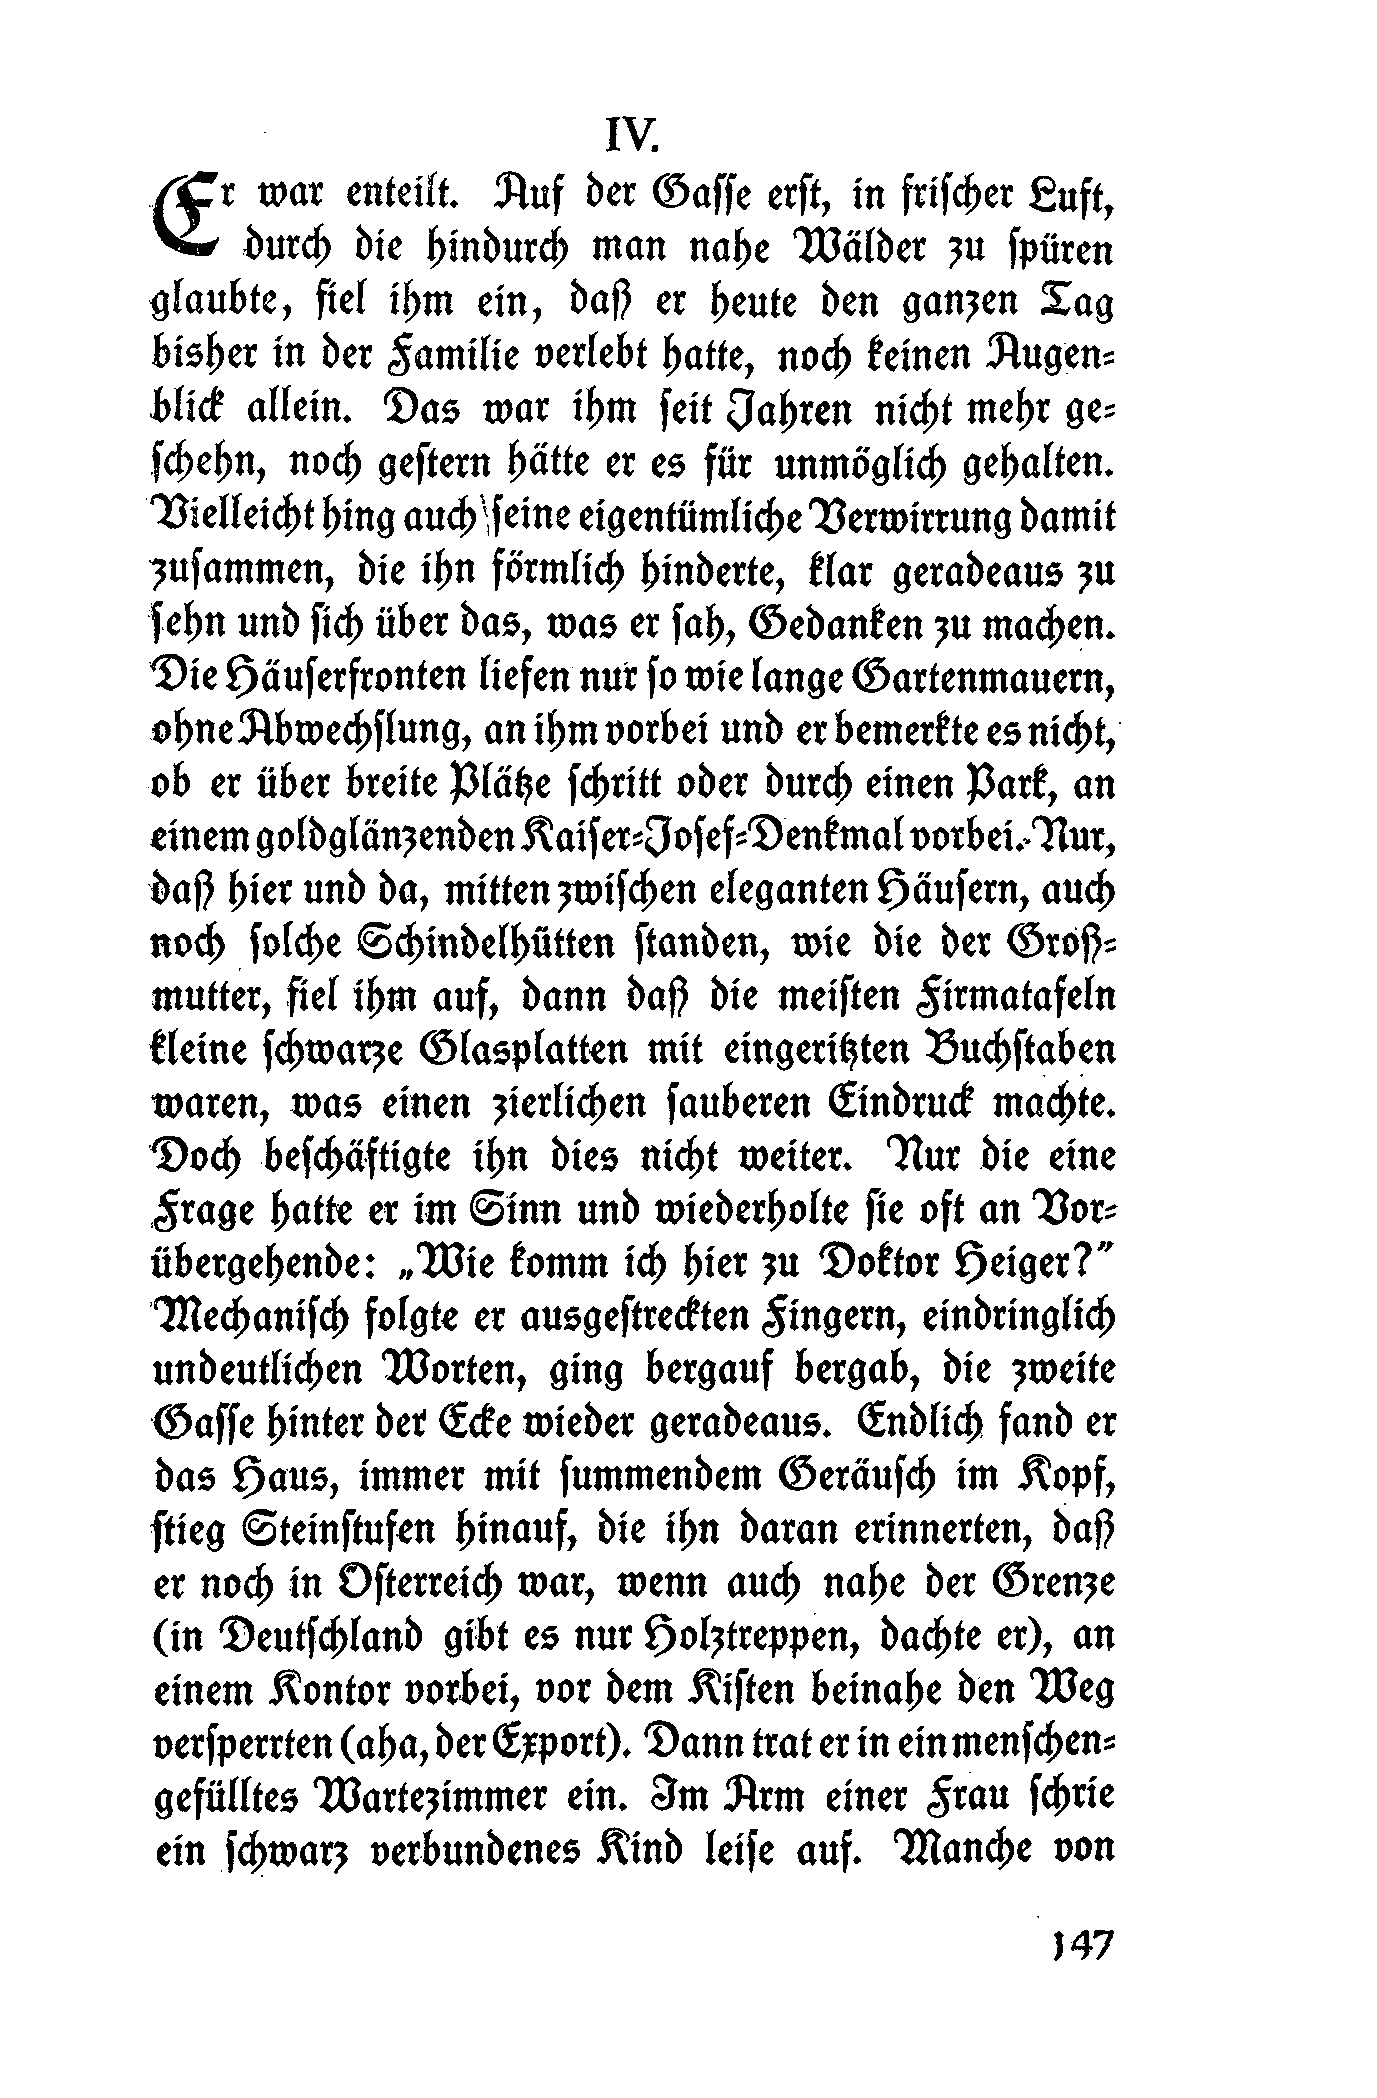 IV.
Er war enteilt. Auf der Gasse erst, in frischer Luft,
durch die hindurch man nahe Wälder zu spüren
glaubte, fiel ihm ein, daß er heute den ganzen Tag
bisher in der Familie verlebt hatte, noch keinen Augen-
blick allein. Das war ihm seit Jahren nicht mehr ge-
schehn, noch gestern hätte er es für unmöglich gehalten.
Vielleicht hing auch seine eigentümliche Verwirrung damit
zusammen, die ihn förmlich hinderte, klar geradeaus zu
sehn und sich über das, was er sah, Gedanken zu machen.
Die Häuserfronten liefen nur so wie lange Gartenmauern,
ohne Abwechslung, an ihm vorbei und er bemerkte es nicht,
ob er über breite Plätze schritt oder durch einen Park, an
einem goldglänzenden Kaiser-Josef-Denkmal vorbei. Nur,
daß hier und da, mitten zwischen eleganten Häusern, auch
noch solche Schindelhütten standen, wie die der Groß-
mutter, fiel ihm auf, dann daß die meisten Firmatafeln
kleine schwarze Glasplatten mit eingeritzten Buchstaben
waren, was einen zierlichen sauberen Eindruck machte.
Doch beschäftigte ihn dies nicht weiter. Nur die eine
Frage hatte er im Sinn und wiederholte sie oft an Vor-
übergehende: „Wie komm ich hier zu Doktor Heiger?”
Mechanisch folgte er ausgestreckten Fingern, eindringlich
undeutlichen Worten, ging bergauf bergab, die zweite
Gasse hinter der Ecke wieder geradeaus. Endlich fand er
das Haus, immer mit summendem Geräusch im Kopf,
stieg Steinstufen hinauf, die ihn daran erinnerten, daß
er noch in Österreich war, wenn auch nahe der Grenze
(in Deutschland gibt es nur Holztreppen, dachte er), an
einem Kontor vorbei, vor dem Kisten beinahe den Weg
versperrten (aha, der Export). Dann trat er in ein menschen-
gefülltes Wartezimmer ein. Im Arm einer Frau schrie
ein schwarz verbundenes Kind leise auf. Manche von
147